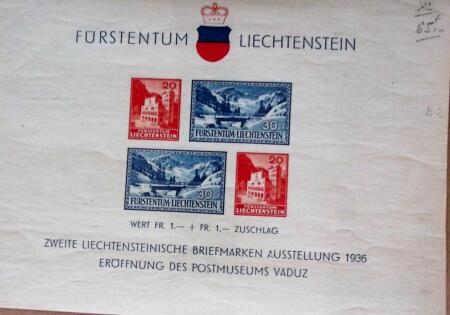 FÜRSTENTUM LIECHTENSTEIN
20
FÜRSTENTUM
LIECHTENSTEIN
30
FÜRSTENTUM·LIECHTENSTEIN
30
FÜRSTENTUM·LIECHTENSTEIN
20
FÜRSTENTUM
LIECHTENSTEIN
WERT FR. 1.— + FR. 1.— ZUSCHLAG
ZWEITE LIECHTENSTEINISCHE BRIEFMARKEN AUSSTELLUNG 1936
ERÖFFNUNG DES POSTMUSEUMS VADUZ
65.-